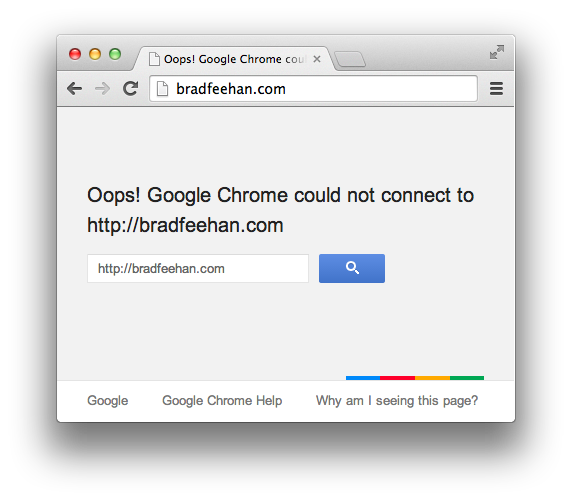 Oops! Google Chrome cou
bradfeehan.com
Oops! Google Chrome could not connect to
http://bradfeehan.com
http://bradfeehan.com
Google Google Chrome Help Why am I seeing this page?